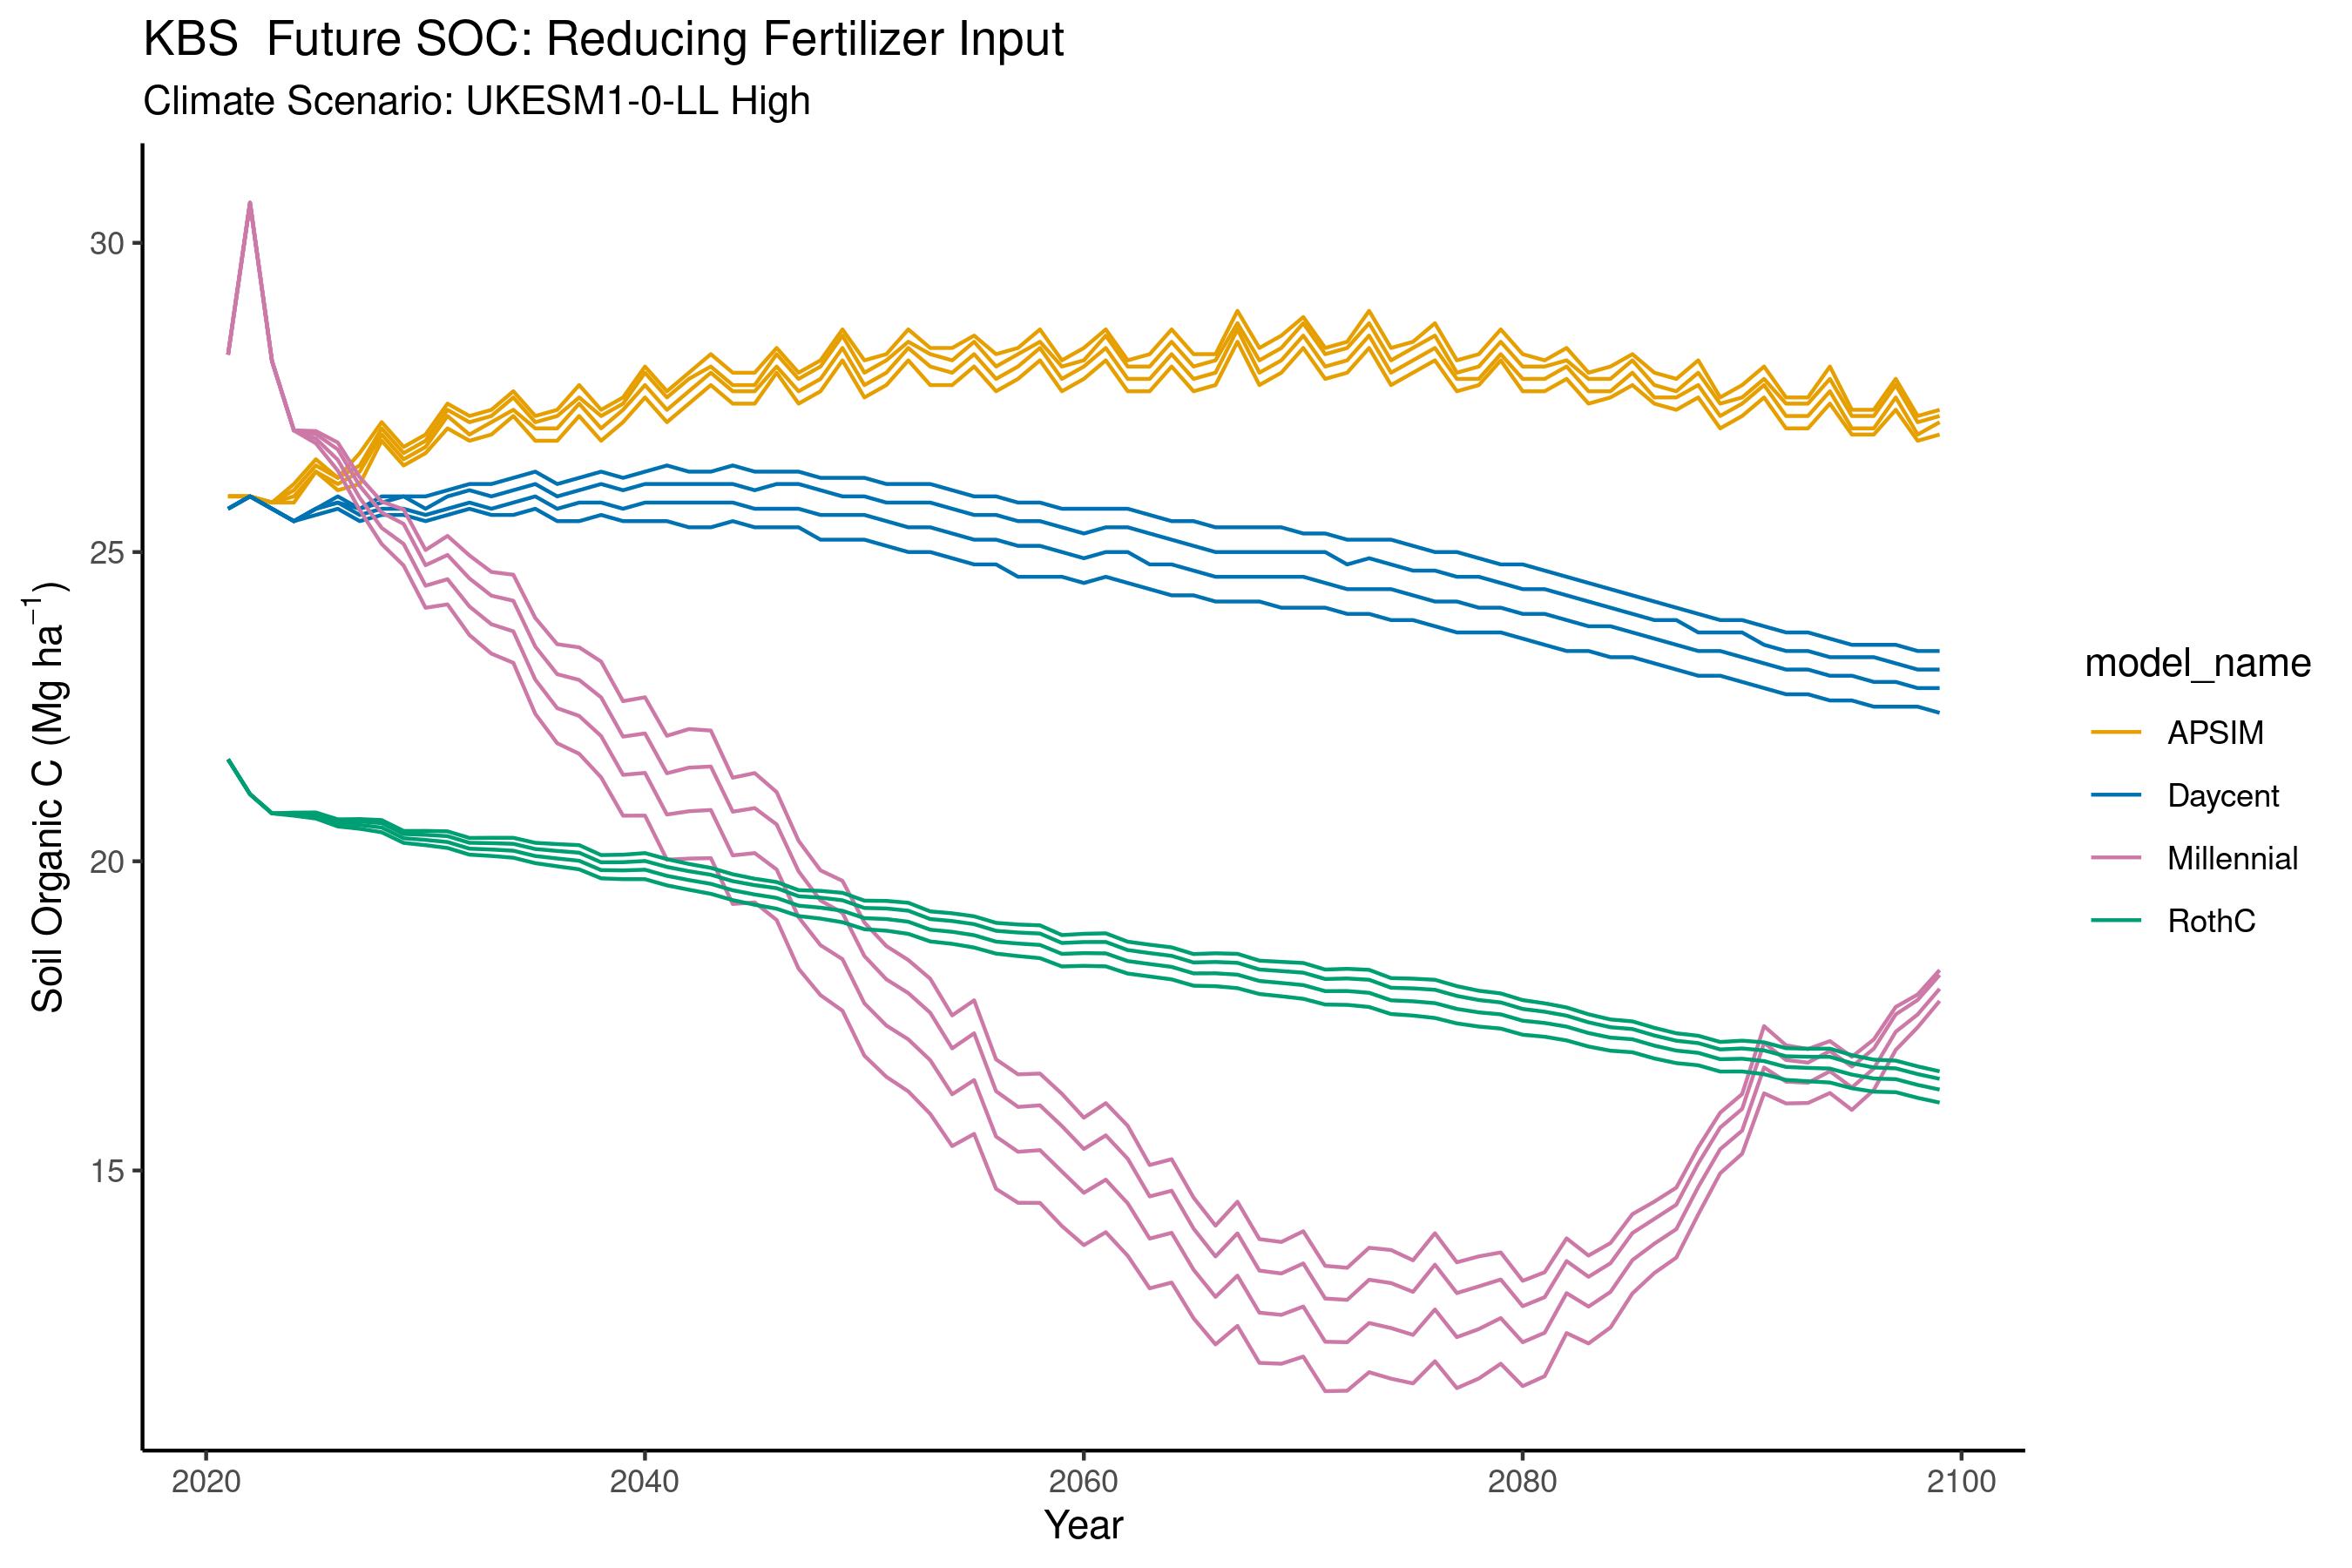 KBS  Future SOC: Reducing Fertilizer Input
Climate Scenario: UKESM1-0-LL High
Soil Organic C (Mg ha⁻¹)
30
25
20
15
2020 2040 2060 2080 2100
Year
model_name
APSIM
Daycent
Millennial
RothC